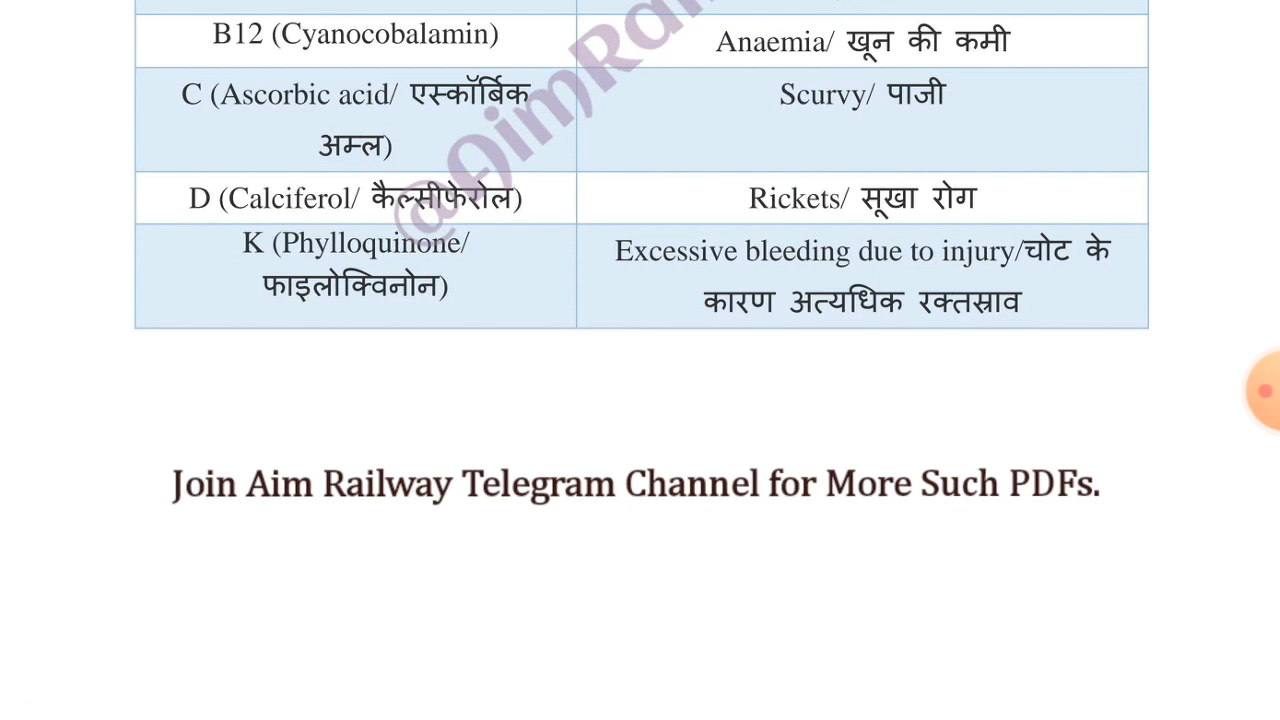 B12 (Cyanocobalamin)
Anaemia/ खून की कमी
C (Ascorbic acid/ एस्कॉर्बिक
अम्ल)
Scurvy/ पाजी
D (Calciferol/ कैल्सीफेरोल)
Rickets/ सूखा रोग
K (Phylloquinone/
फाइलोक्विनोन)
Excessive bleeding due to injury/चोट के
कारण अत्यधिक रक्तस्राव
Join Aim Railway Telegram Channel for More Such PDFs.